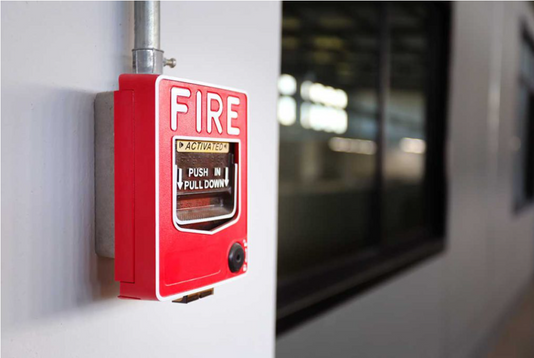 FIRE
ACTIVATED
PUSH IN
PULL DOWN